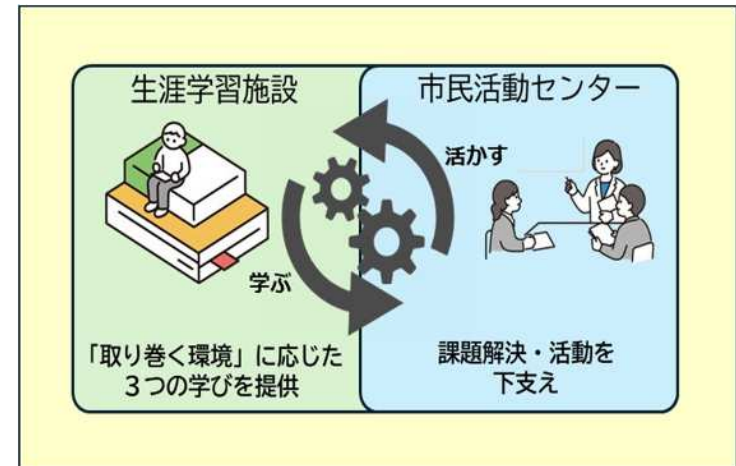 生涯学習施設
学ぶ
「取り巻く環境」に応じた
３つの学びを提供
市民活動センター
活かす
課題解決・活動を
下支え